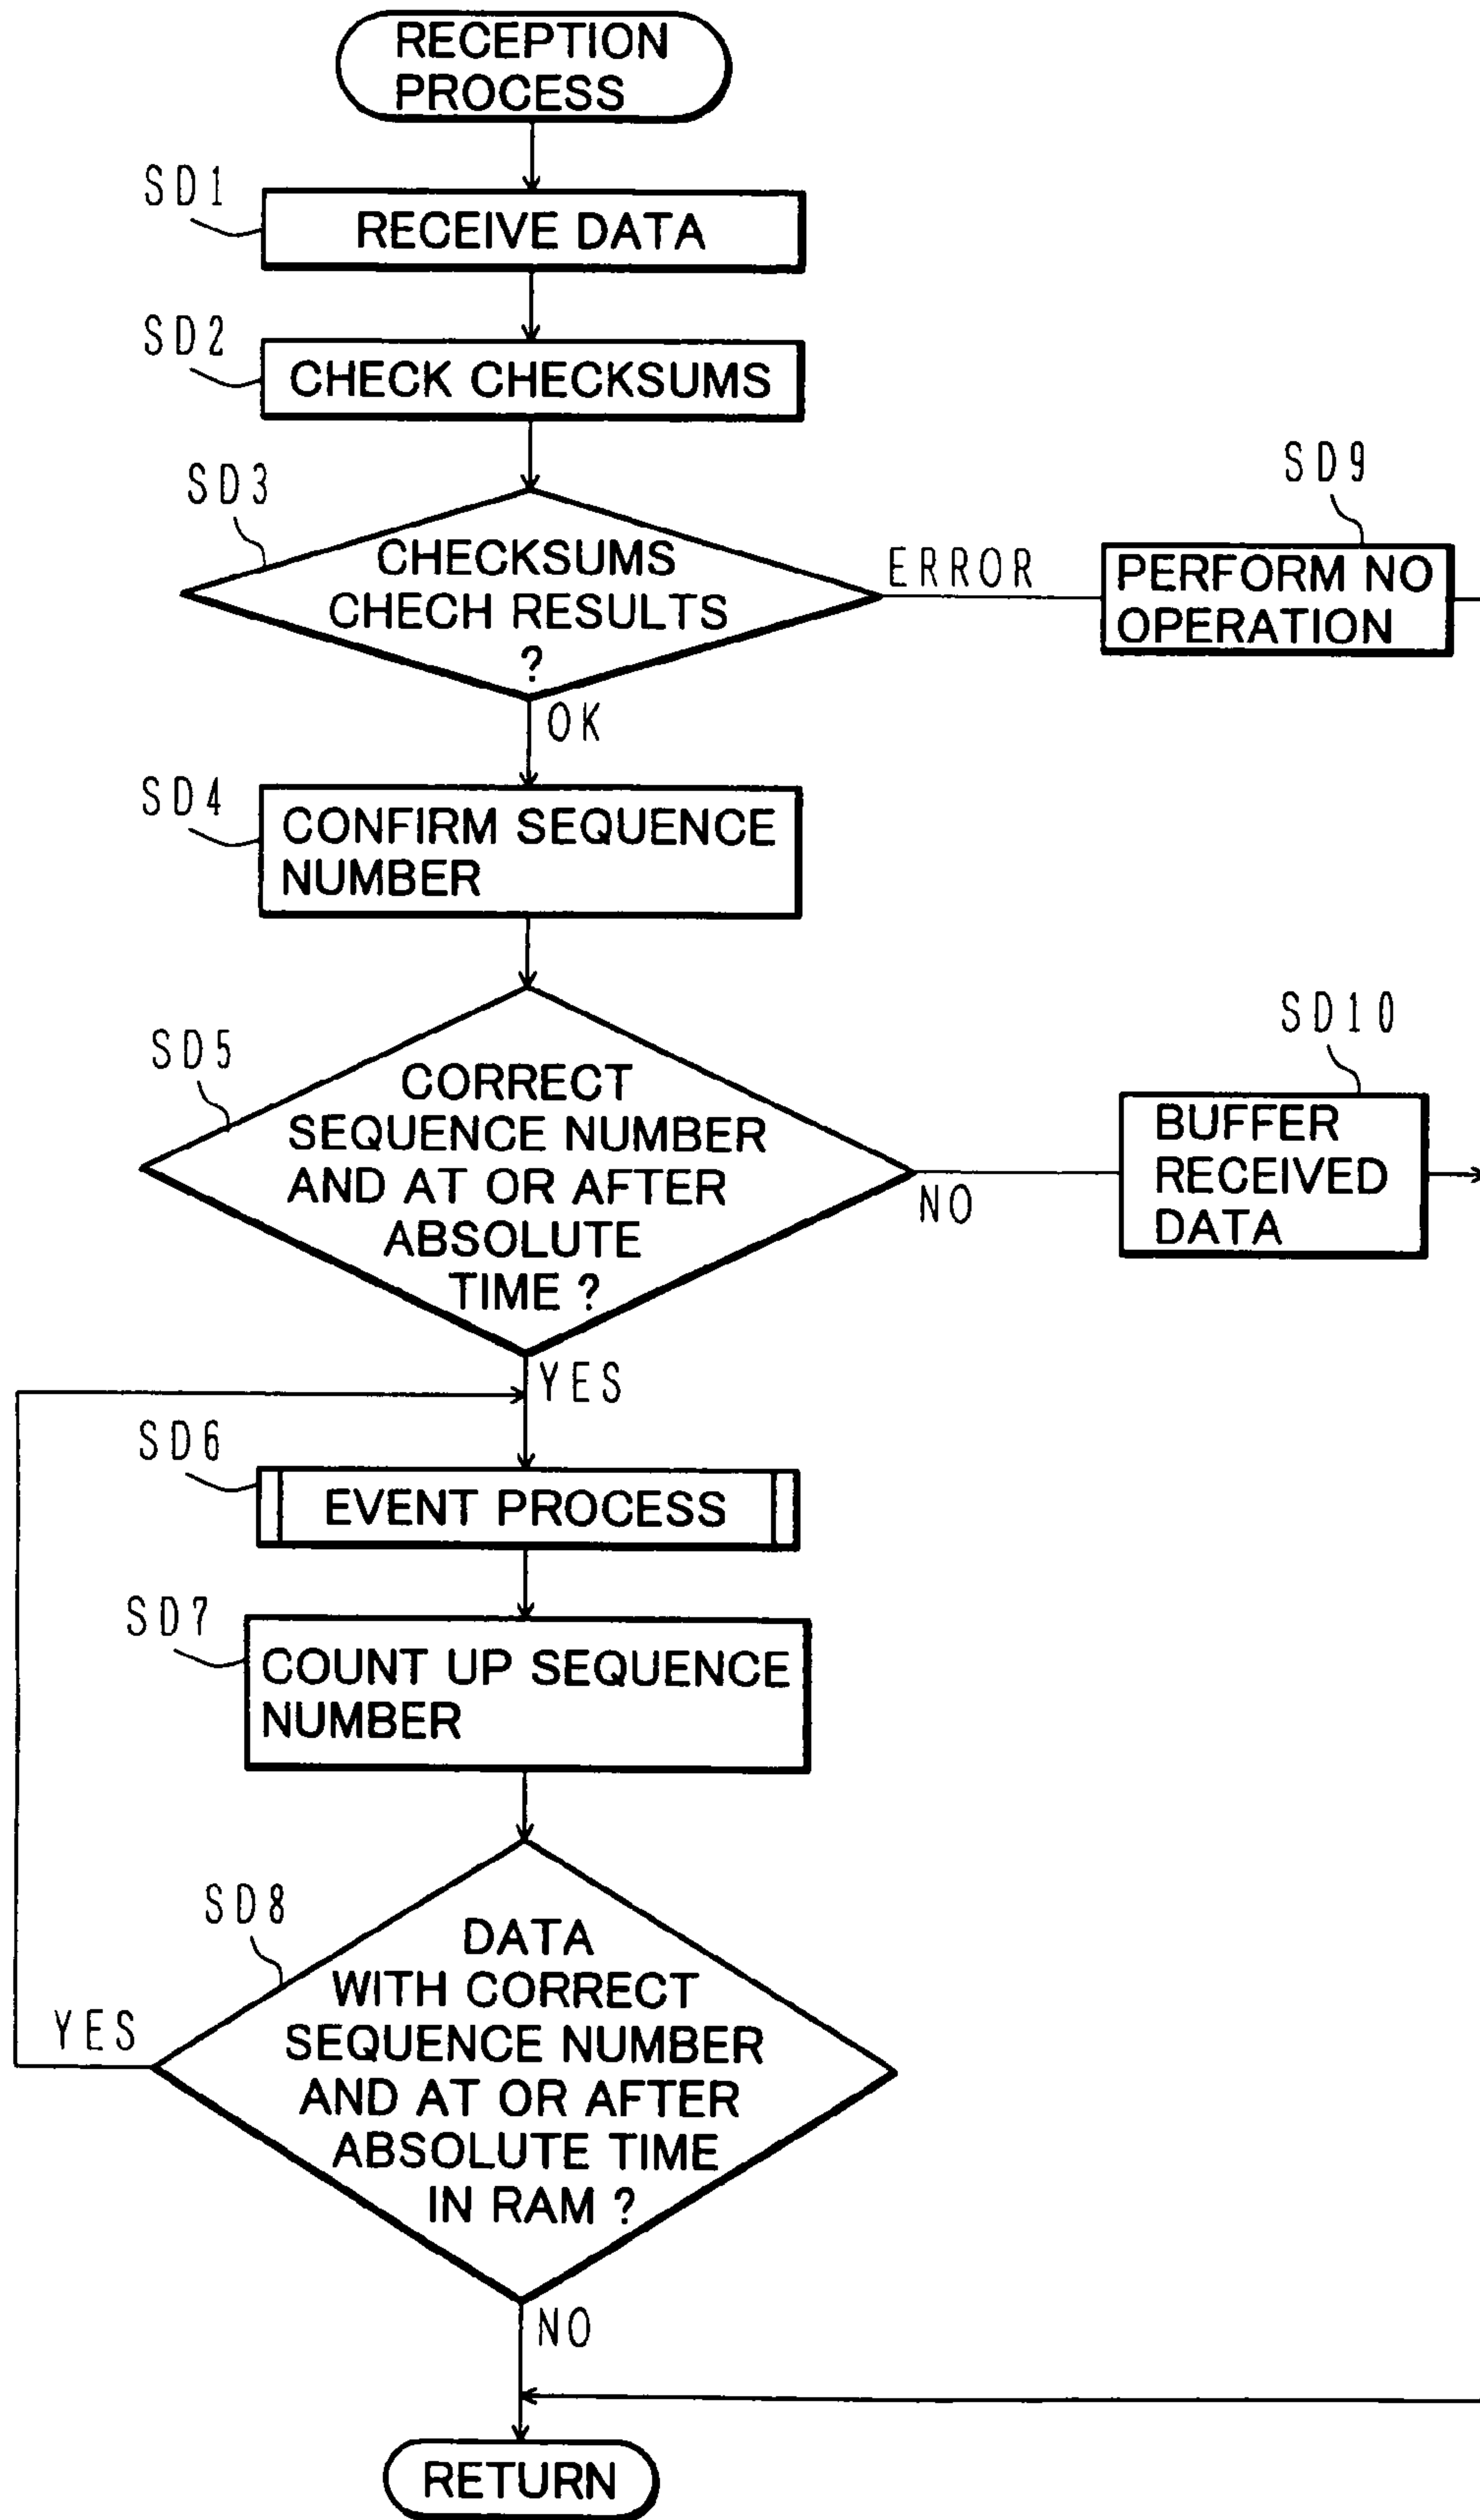 RECEPTION
PROCESS
SD1
RECEIVE DATA
SD2
CHECK CHECKSUMS
SD3
CHECKSUMS
CHECH RESULTS
?
ERROR
SD9
PERFORM NO
OPERATION
OK
SD4
CONFIRM SEQUENCE
NUMBER
SD5
CORRECT
SEQUENCE NUMBER
AND AT OR AFTER
ABSOLUTE
TIME ?
NO
SD10
BUFFER
RECEIVED
DATA
YES
SD6
EVENT PROCESS
SD7
COUNT UP SEQUENCE
NUMBER
SD8
DATA
WITH CORRECT
SEQUENCE NUMBER
AND AT OR AFTER
ABSOLUTE TIME
IN RAM ?
YES
NO
RETURN